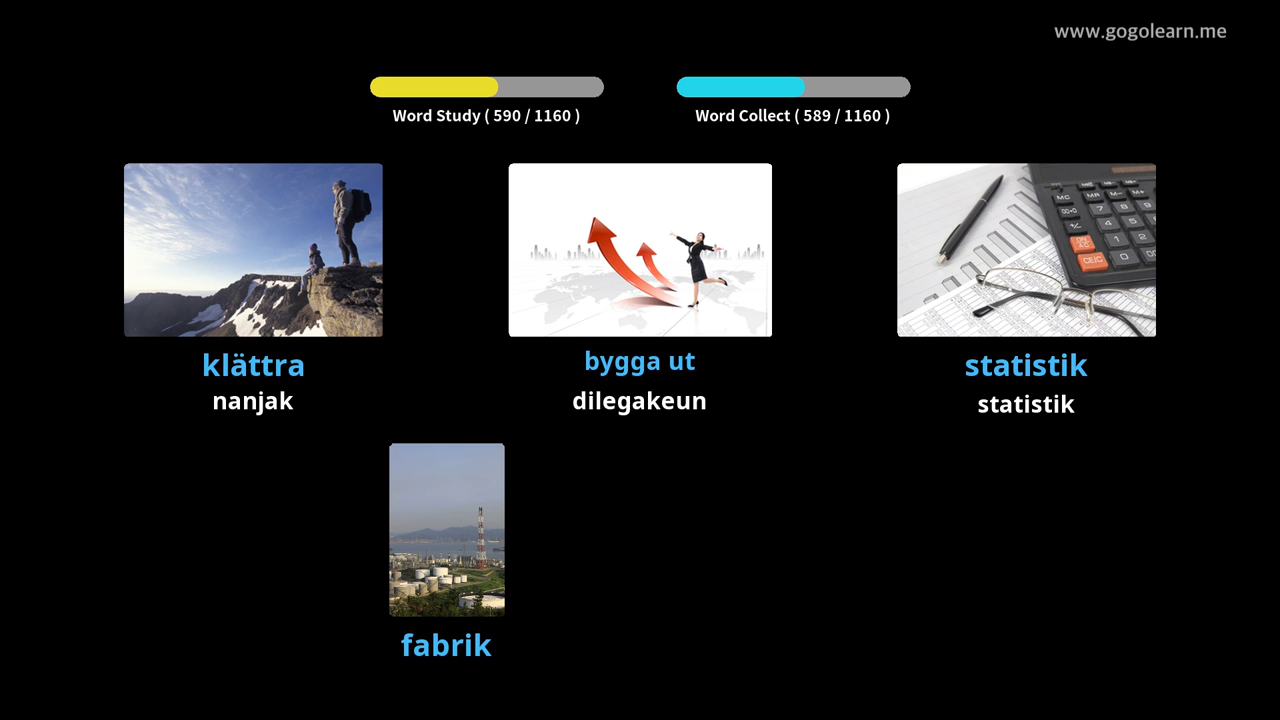 www.gogolearn.me
Word Study ( 590 / 1160 )
Word Collect ( 589 / 1160 )
klättra
nanjak
bygga ut
dilegakeun
statistik
statistik
fabrik